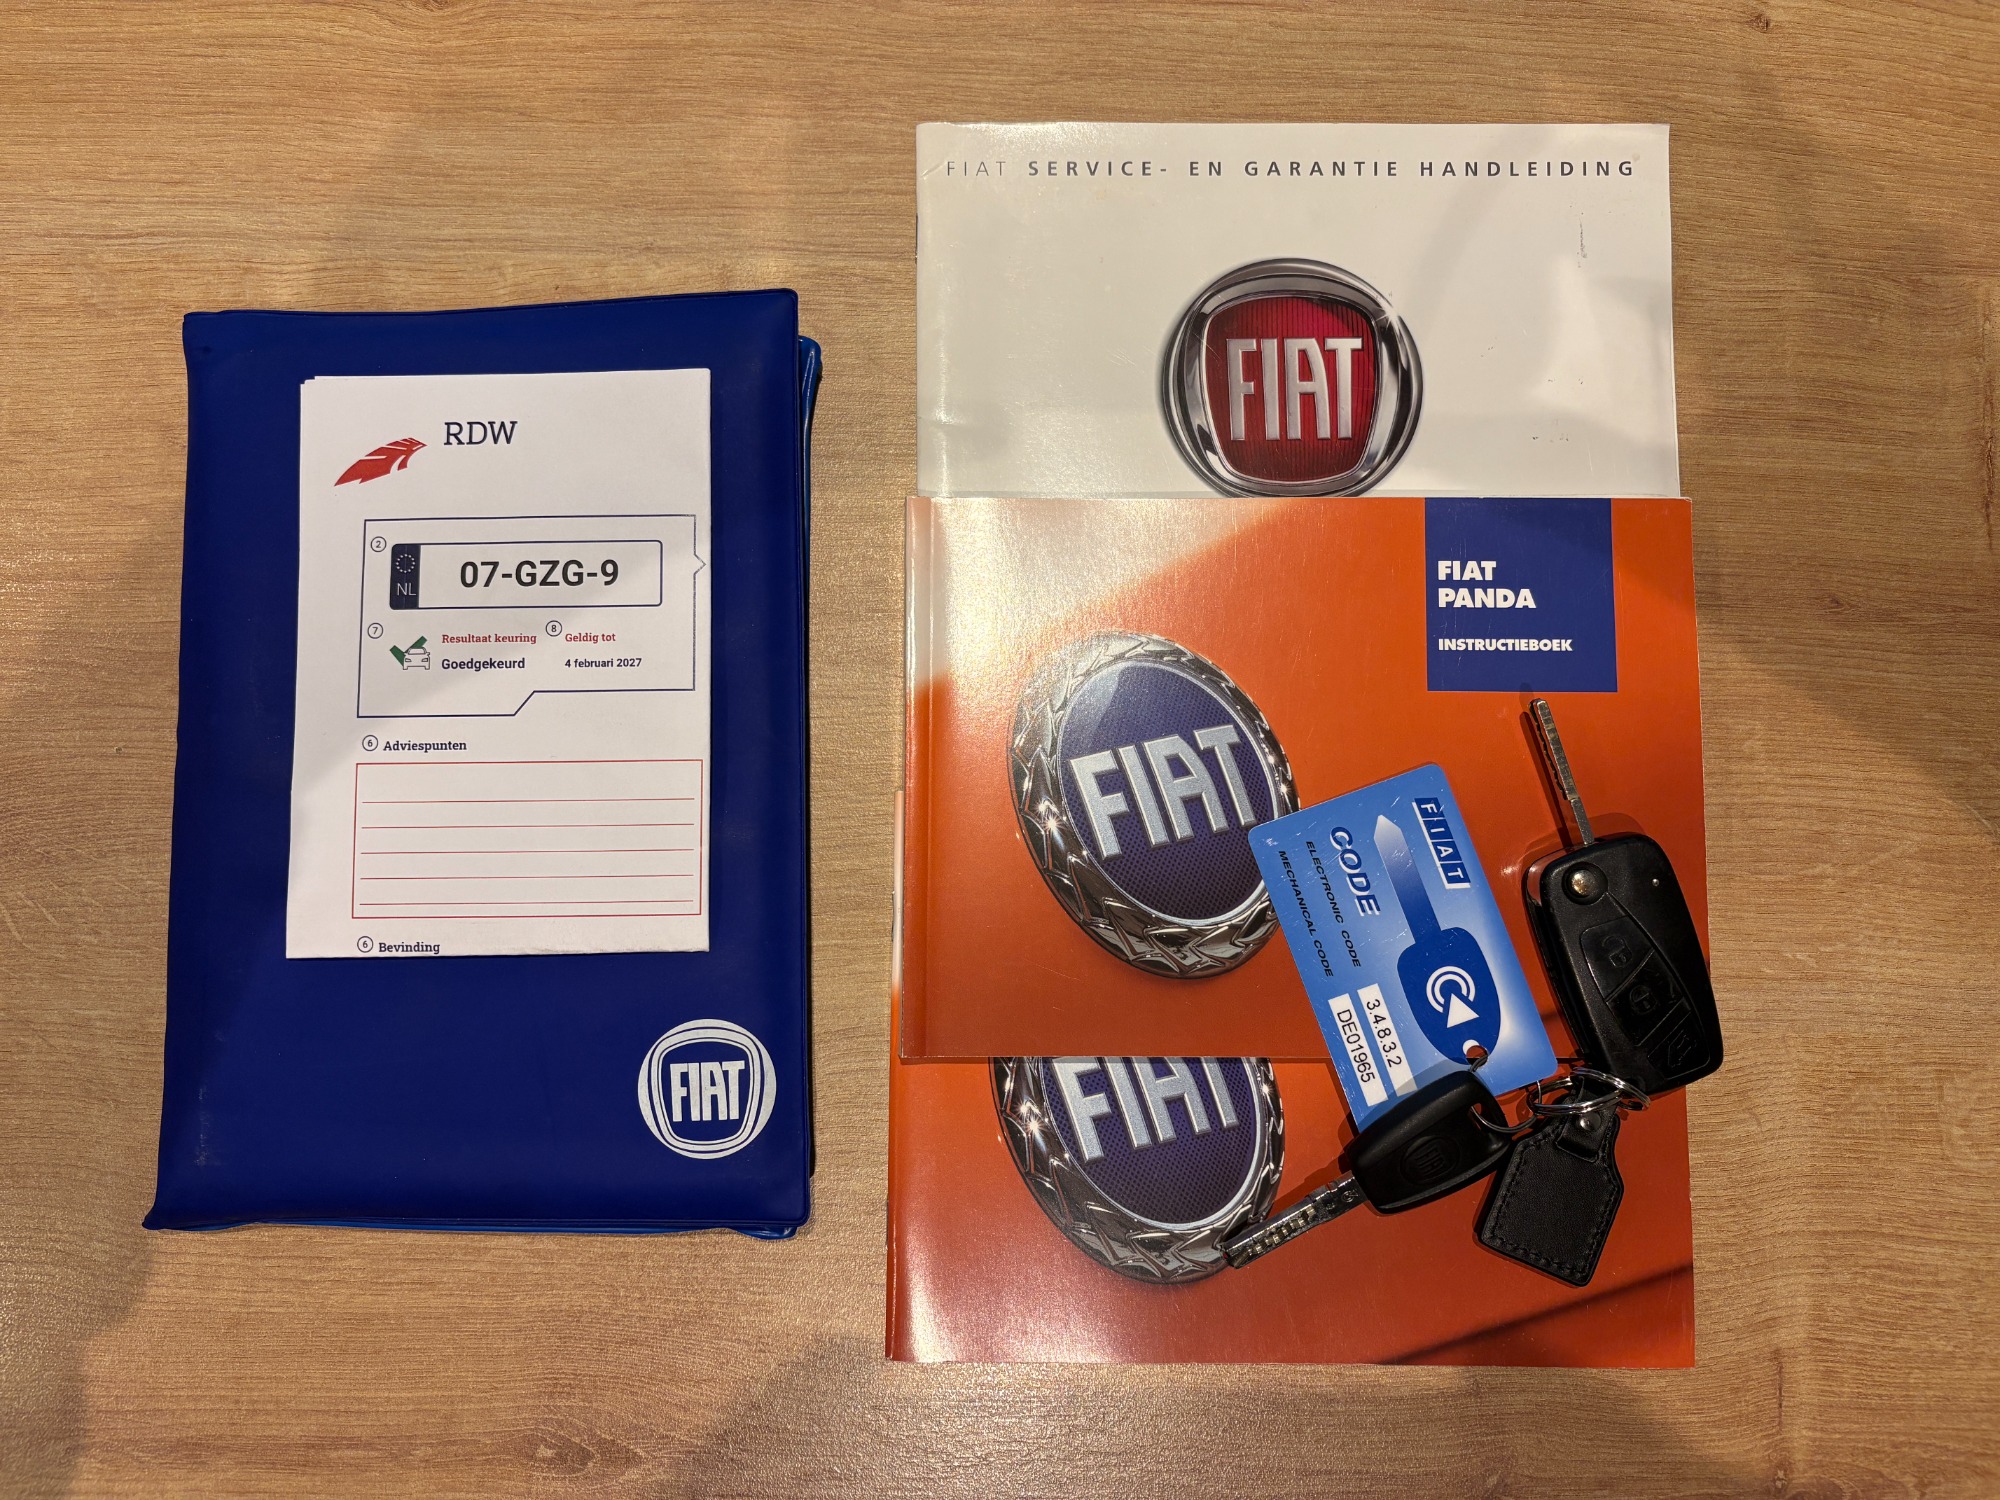 RDW
2
NL
07-GZG-9
7
Resultaat keuring
8
Geldig tot
Goedgekeurd
4 februari 2027
6 Adviespunten
6 Bevinding
FIAT
FIAT SERVICE- EN GARANTIE HANDLEIDING
FIAT
FIAT
PANDA
INSTRUCTIEBOEK
FIAT
FIAT
CODE
ELECTRONIC CODE
MECHANICAL CODE
3.4.8.3.2
DE01965
FIAT
FIAT